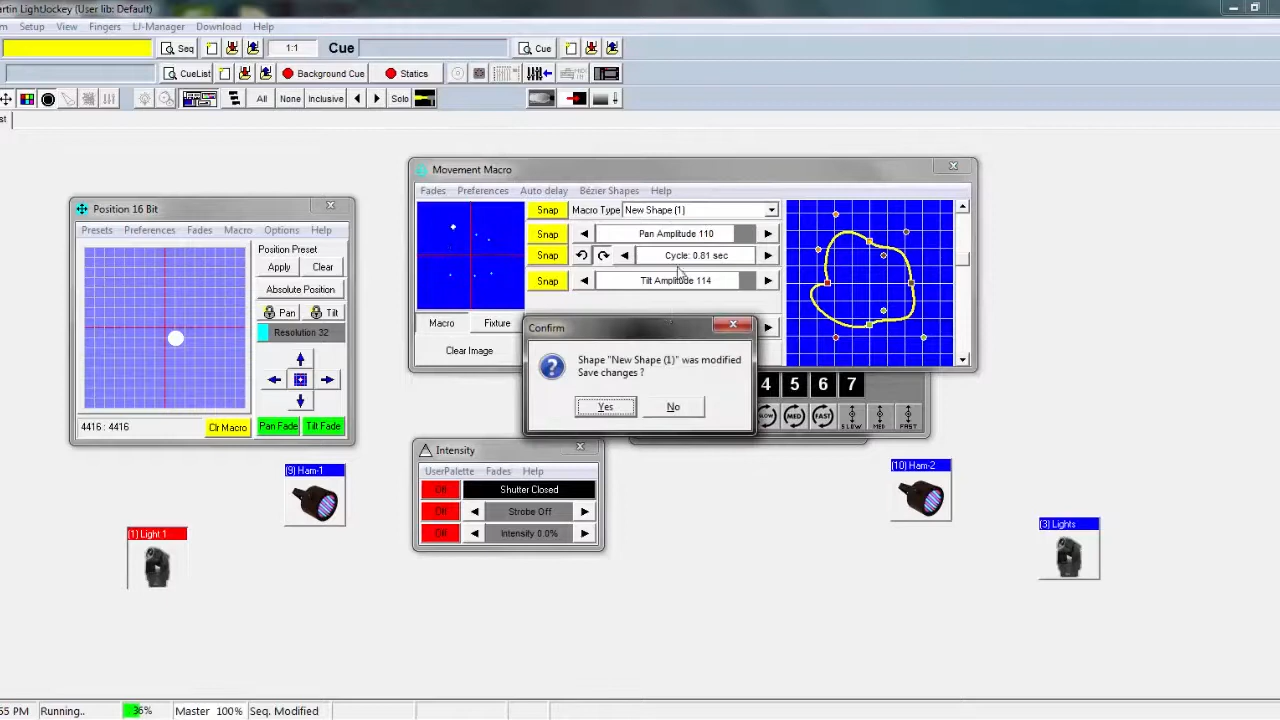 artin LightJockey (User lib: Default)
m Setup View Fingers LJ-Manager Download Help
Seq 1:1 Cue Cue
CueList Background Cue Statics
All None Inclusive Solo
st
Movement Macro
Fades Preferences Auto delay Bézier Shapes Help
Snap Macro Type New Shape (1)
Snap Pan Amplitude 110
Snap Cycle: 0.81 sec
Snap Tilt Amplitude 114
Macro Fixture
Clear Image
Position 16 Bit
Presets Preferences Fades Macro Options Help
Position Preset
Apply Clear
Absolute Position
Pan Tilt
Resolution 32
4416 : 4416 Clr Macro Pan Fade Tilt Fade
Confirm
Shape "New Shape (1)" was modified
Save changes ?
Yes No
4 5 6 7
SLOW MED FAST SLOW MED FAST
Intensity
UserPalette Fades Help
Off Shutter Closed
Off Strobe Off
Off Intensity 0.0%
(9) Ham-1
(10) Ham-2
(1) Light 1
(3) Lights
55 PM Running.. 36% Master 100% Seq. Modified